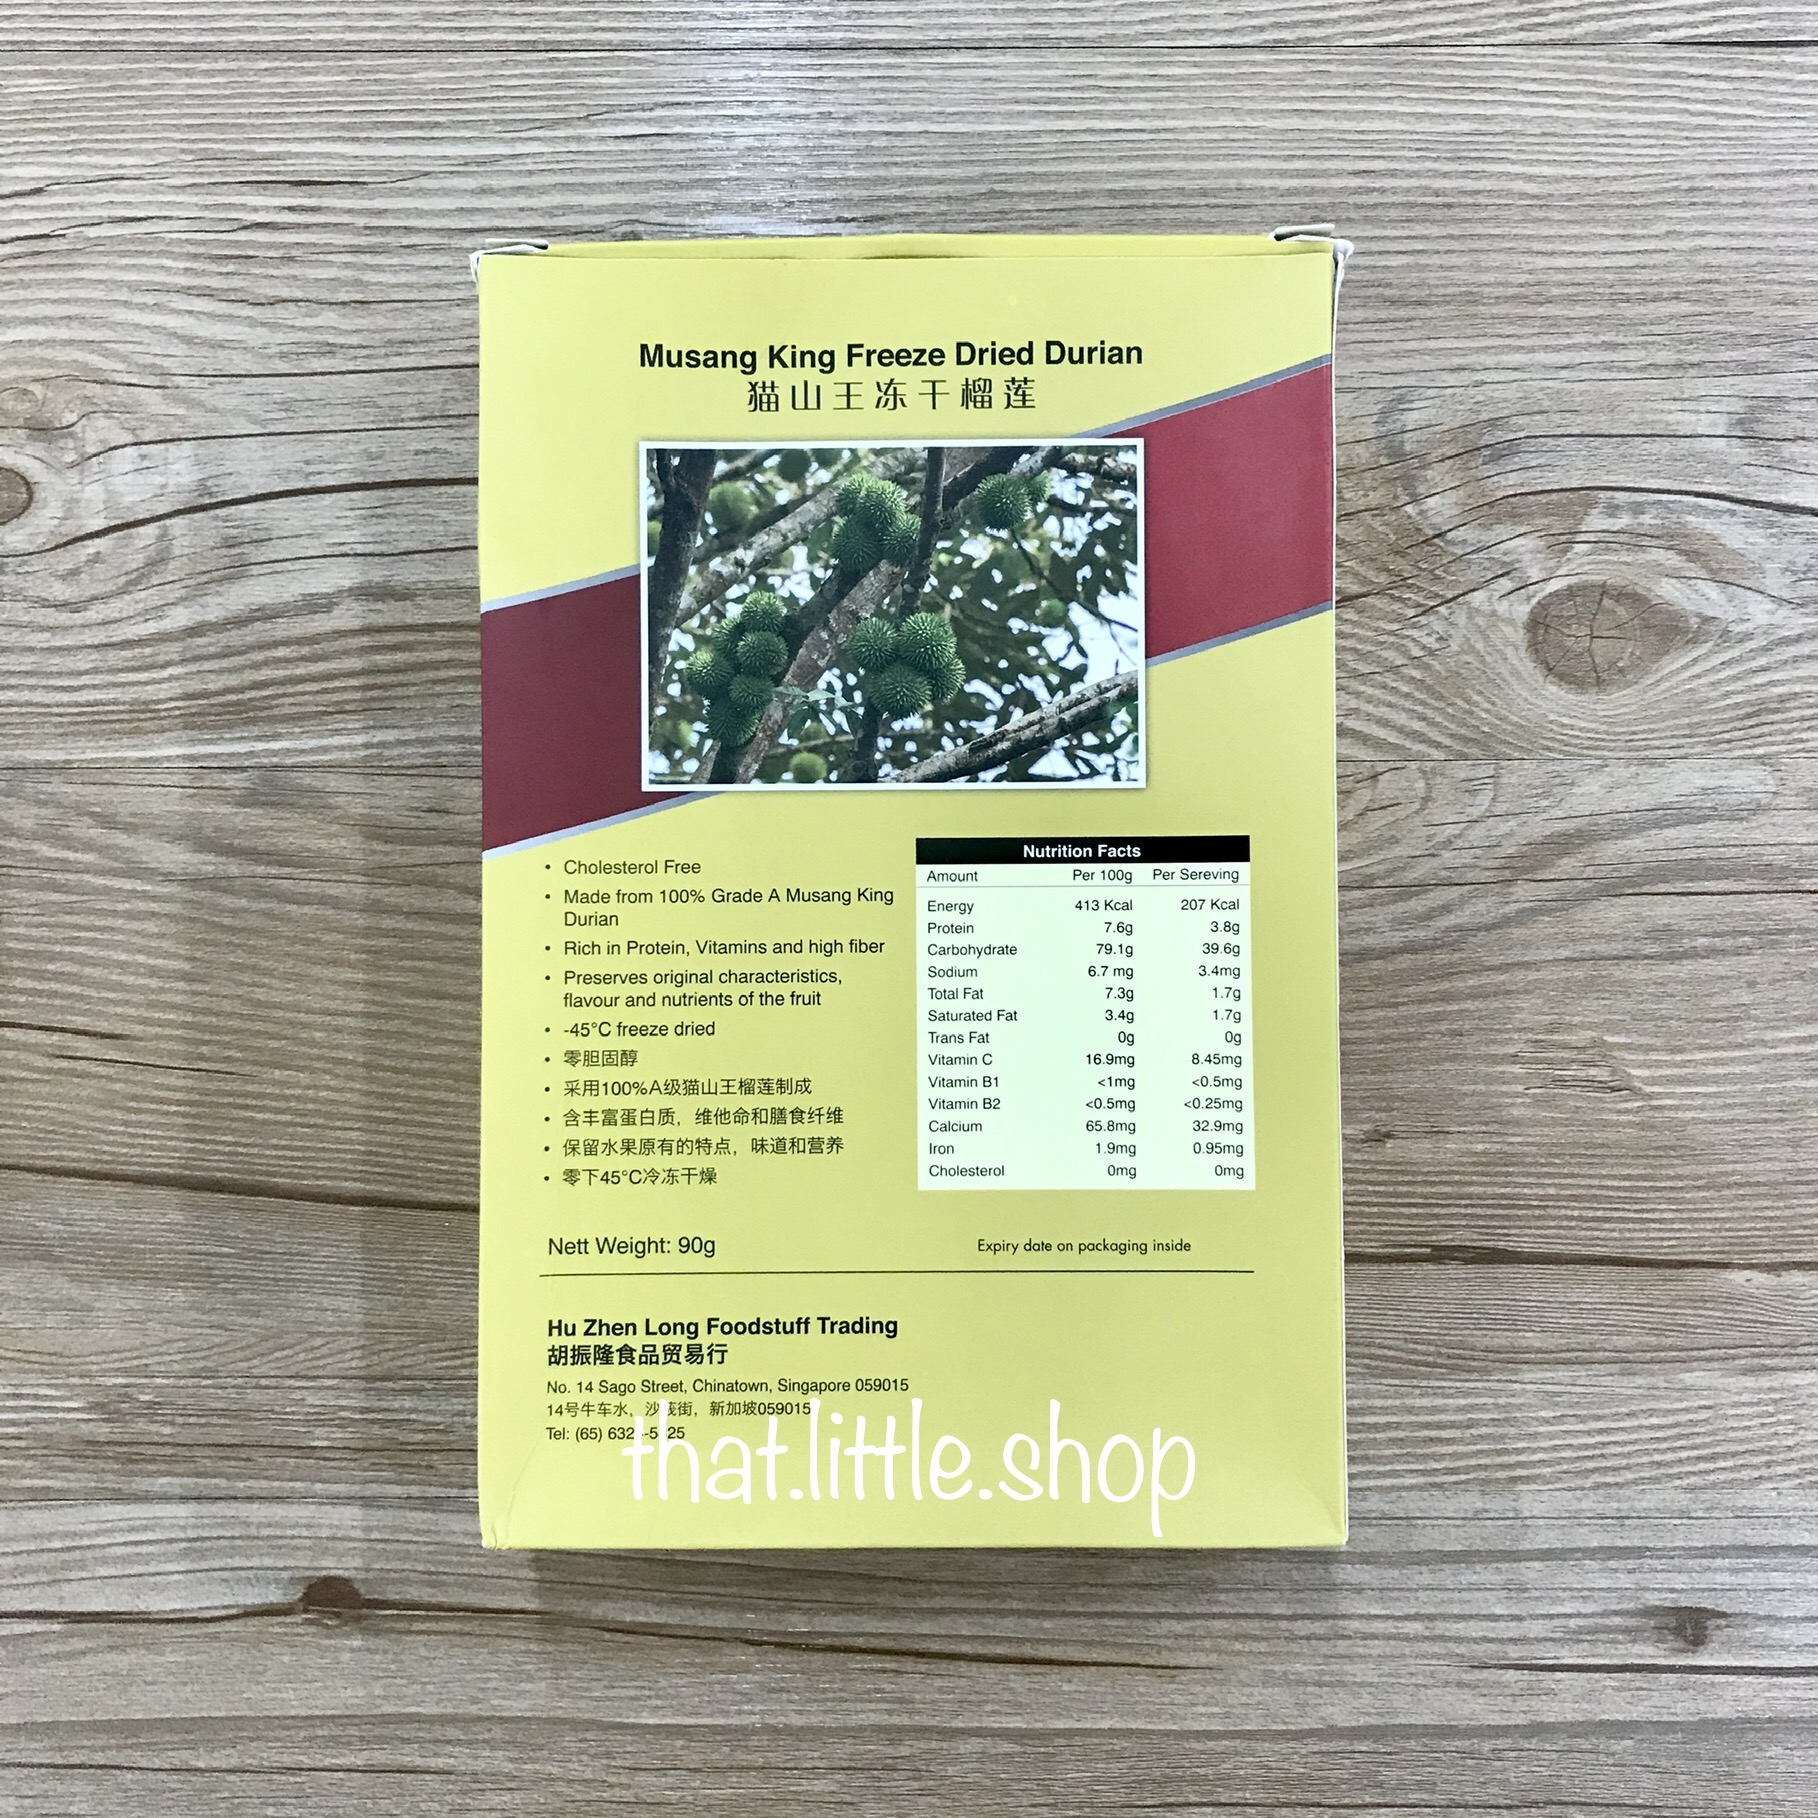 Musang King Freeze Dried Durian
猫山王冻干榴莲
• Cholesterol Free
• Made from 100% Grade A Musang King
Durian
• Rich in Protein, Vitamins and high fiber
• Preserves original characteristics,
flavour and nutrients of the fruit
• -45°C freeze dried
• 零胆固醇
• 采用100%A级猫山王榴莲制成
• 含丰富蛋白质，维他命和膳食纤维
• 保留水果原有的特点，味道和营养
• 零下45°C冷冻干燥
Nutrition Facts
Amount Per 100g Per Sereving
Energy 413 Kcal 207 Kcal
Protein 7.6g 3.8g
Carbohydrate 79.1g 39.6g
Sodium 6.7 mg 3.4mg
Total Fat 7.3g 1.7g
Saturated Fat 3.4g 1.7g
Trans Fat 0g 0g
Vitamin C 16.9mg 8.45mg
Vitamin B1 <1mg <0.5mg
Vitamin B2 <0.5mg <0.25mg
Calcium 65.8mg 32.9mg
Iron 1.9mg 0.95mg
Cholesterol 0mg 0mg
Nett Weight: 90g
Expiry date on packaging inside
Hu Zhen Long Foodstuff Trading
胡振隆食品贸易行
No. 14 Sago Street, Chinatown, Singapore 059015
14号牛车水，沙莪街，新加坡059015
Tel: (65)
that.little.shop